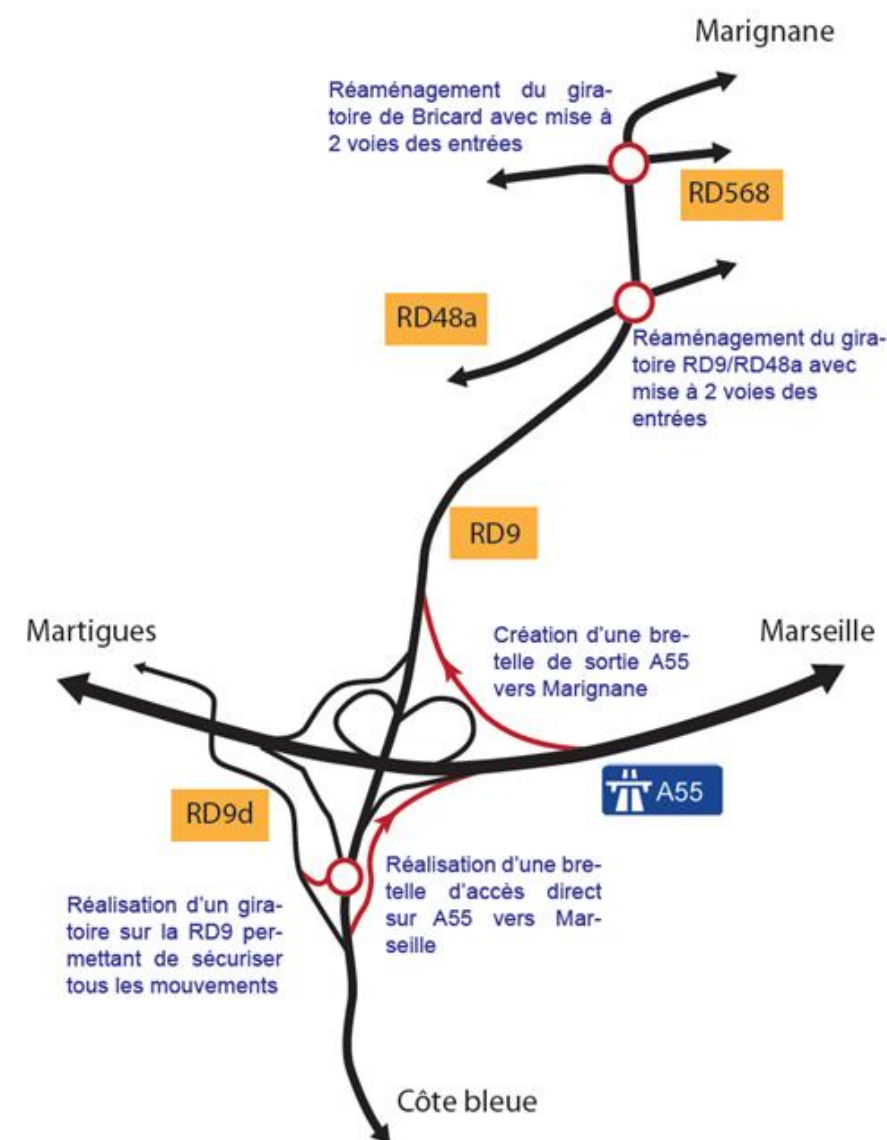 Marignane
Réaménagement du gira-
toire de Bricard avec mise à
2 voies des entrées
RD568
RD48a
Réaménagement du gira-
toire RD9/RD48a avec
mise à 2 voies des
entrées
RD9
Martigues
Création d'une bre-
telle de sortie A55
vers Marignane
Marseille
A55
RD9d
Réalisation d'une bre-
telle d'accès direct
sur A55 vers Mar-
seille
Réalisation d'un gira-
toire sur la RD9 per-
mettant de sécuriser
tous les mouvements
Côte bleue